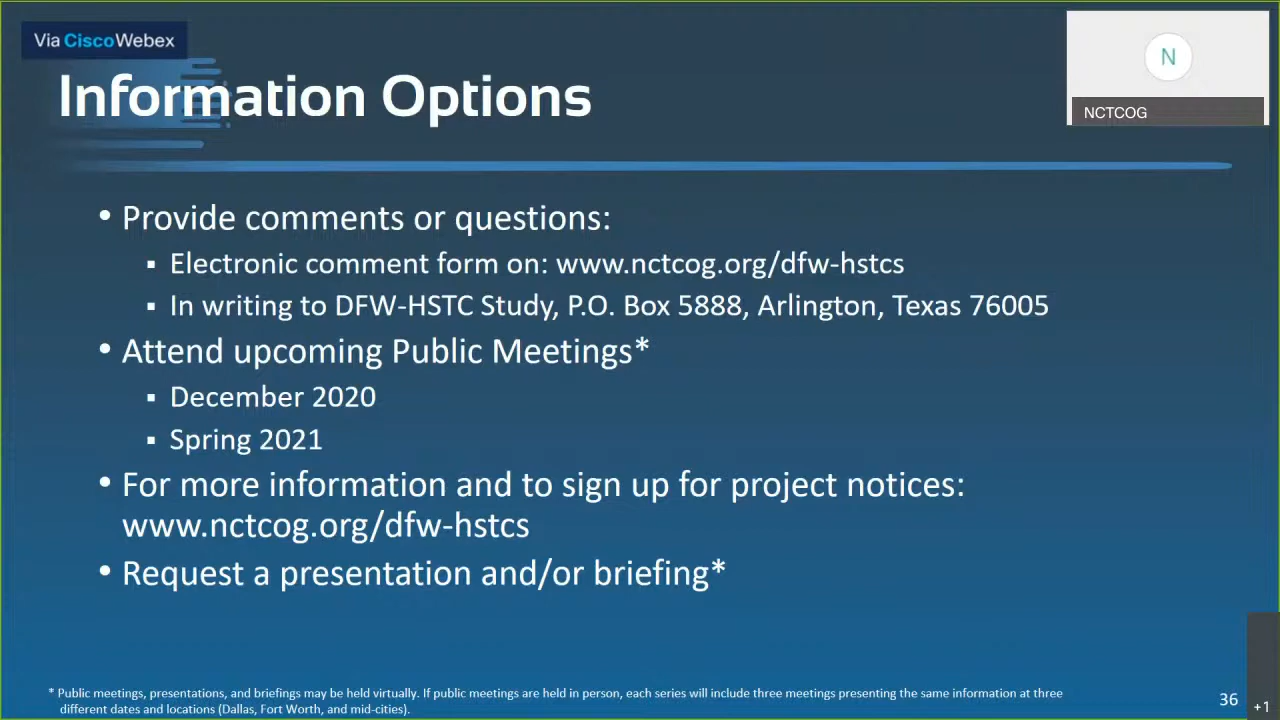 Via CiscoWebex
Information Options
N
NCTCOG
• Provide comments or questions:
▪ Electronic comment form on: www.nctcog.org/dfw-hstcs
▪ In writing to DFW-HSTC Study, P.O. Box 5888, Arlington, Texas 76005
• Attend upcoming Public Meetings*
▪ December 2020
▪ Spring 2021
• For more information and to sign up for project notices:
www.nctcog.org/dfw-hstcs
• Request a presentation and/or briefing*
* Public meetings, presentations, and briefings may be held virtually. If public meetings are held in person, each series will include three meetings presenting the same information at three
different dates and locations (Dallas, Fort Worth, and mid-cities).
36
+1